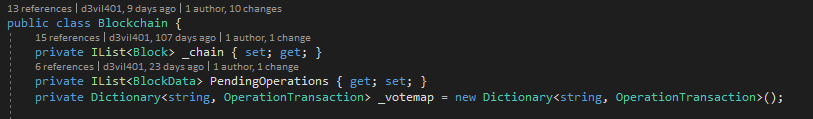 13 references | d3vil401, 9 days ago | 1 author, 10 changes
public class Blockchain {
15 references | d3vil401, 107 days ago | 1 author, 1 change
private IList<Block> _chain { set; get; }
6 references | d3vil401, 23 days ago | 1 author, 1 change
private IList<BlockData> PendingOperations { get; set; }
private Dictionary<string, OperationTransaction> _votemap = new Dictionary<string, OperationTransaction>();